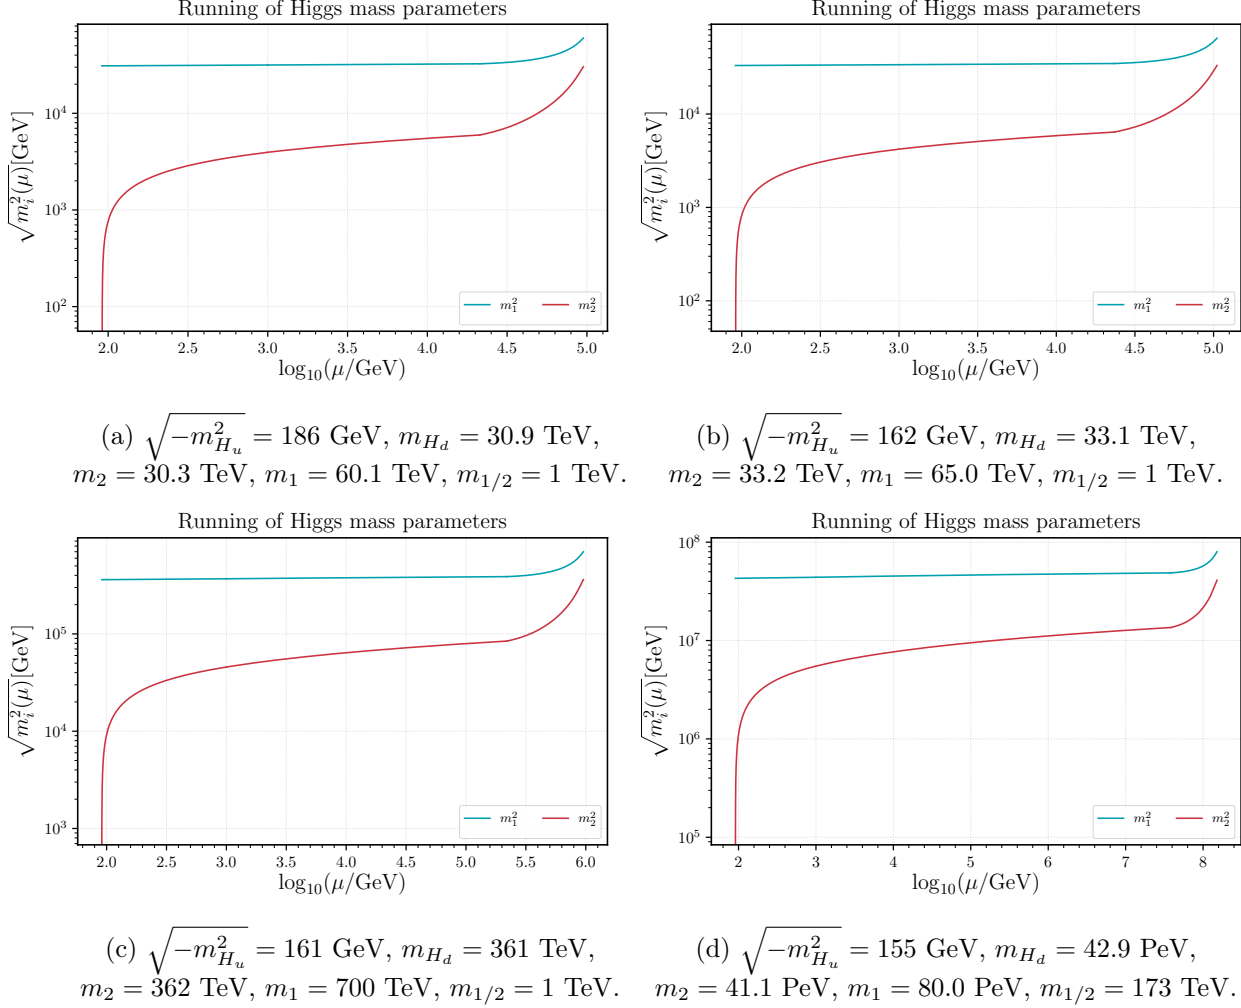 Running of Higgs mass parameters
√m_i^2(μ)[GeV]
10^4
10^3
10^2
2.0 2.5 3.0 3.5 4.0 4.5 5.0
log_10(μ/GeV)
m_1^2 m_2^2
(a) √−m^2_{H_u} = 186 GeV, m_{H_d} = 30.9 TeV,
m_2 = 30.3 TeV, m_1 = 60.1 TeV, m_{1/2} = 1 TeV.
Running of Higgs mass parameters
√m_i^2(μ)[GeV]
10^4
10^3
10^2
2.0 2.5 3.0 3.5 4.0 4.5 5.0
log_10(μ/GeV)
m_1^2 m_2^2
(b) √−m^2_{H_u} = 162 GeV, m_{H_d} = 33.1 TeV,
m_2 = 33.2 TeV, m_1 = 65.0 TeV, m_{1/2} = 1 TeV.
Running of Higgs mass parameters
√m_i^2(μ)[GeV]
10^5
10^4
10^3
2.0 2.5 3.0 3.5 4.0 4.5 5.0 5.5 6.0
log_10(μ/GeV)
m_1^2 m_2^2
(c) √−m^2_{H_u} = 161 GeV, m_{H_d} = 361 TeV,
m_2 = 362 TeV, m_1 = 700 TeV, m_{1/2} = 1 TeV.
Running of Higgs mass parameters
√m_i^2(μ)[GeV]
10^8
10^7
10^6
10^5
2 3 4 5 6 7 8
log_10(μ/GeV)
m_1^2 m_2^2
(d) √−m^2_{H_u} = 155 GeV, m_{H_d} = 42.9 PeV,
m_2 = 41.1 PeV, m_1 = 80.0 PeV, m_{1/2} = 173 TeV.